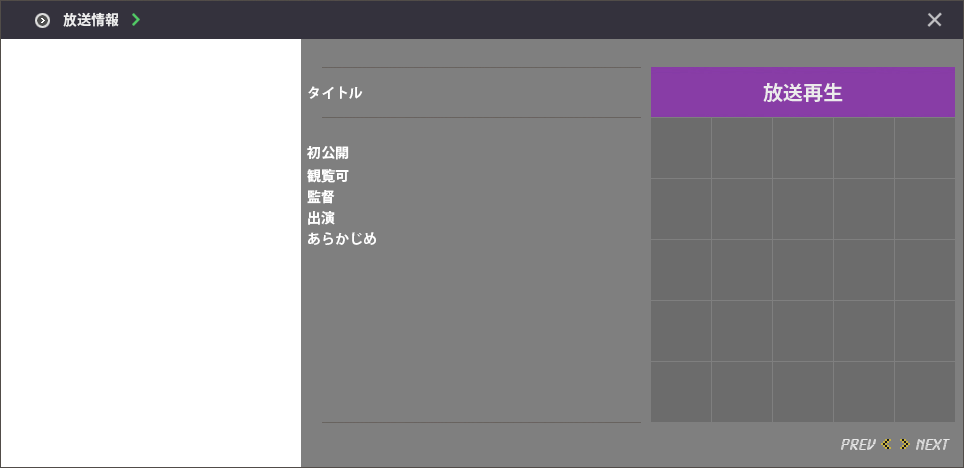 放送情報
タイトル
初公開
観覧可
監督
出演
あらかじめ
放送再生
PREV NEXT